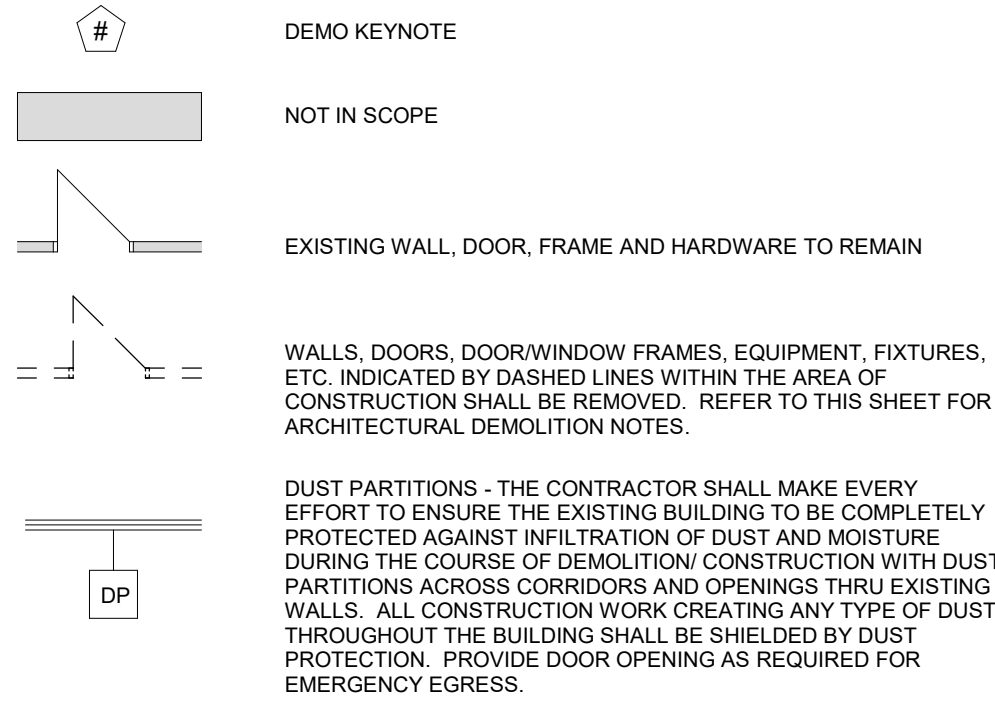 # DEMO KEYNOTE
NOT IN SCOPE
EXISTING WALL, DOOR, FRAME AND HARDWARE TO REMAIN
WALLS, DOORS, DOOR/WINDOW FRAMES, EQUIPMENT, FIXTURES,
ETC. INDICATED BY DASHED LINES WITHIN THE AREA OF
CONSTRUCTION SHALL BE REMOVED.  REFER TO THIS SHEET FOR
ARCHITECTURAL DEMOLITION NOTES.
DP
DUST PARTITIONS - THE CONTRACTOR SHALL MAKE EVERY
EFFORT TO ENSURE THE EXISTING BUILDING TO BE COMPLETELY
PROTECTED AGAINST INFILTRATION OF DUST AND MOISTURE
DURING THE COURSE OF DEMOLITION/ CONSTRUCTION WITH DUST
PARTITIONS ACROSS CORRIDORS AND OPENINGS THRU EXISTING
WALLS.  ALL CONSTRUCTION WORK CREATING ANY TYPE OF DUST
THROUGHOUT THE BUILDING SHALL BE SHIELDED BY DUST
PROTECTION.  PROVIDE DOOR OPENING AS REQUIRED FOR
EMERGENCY EGRESS.